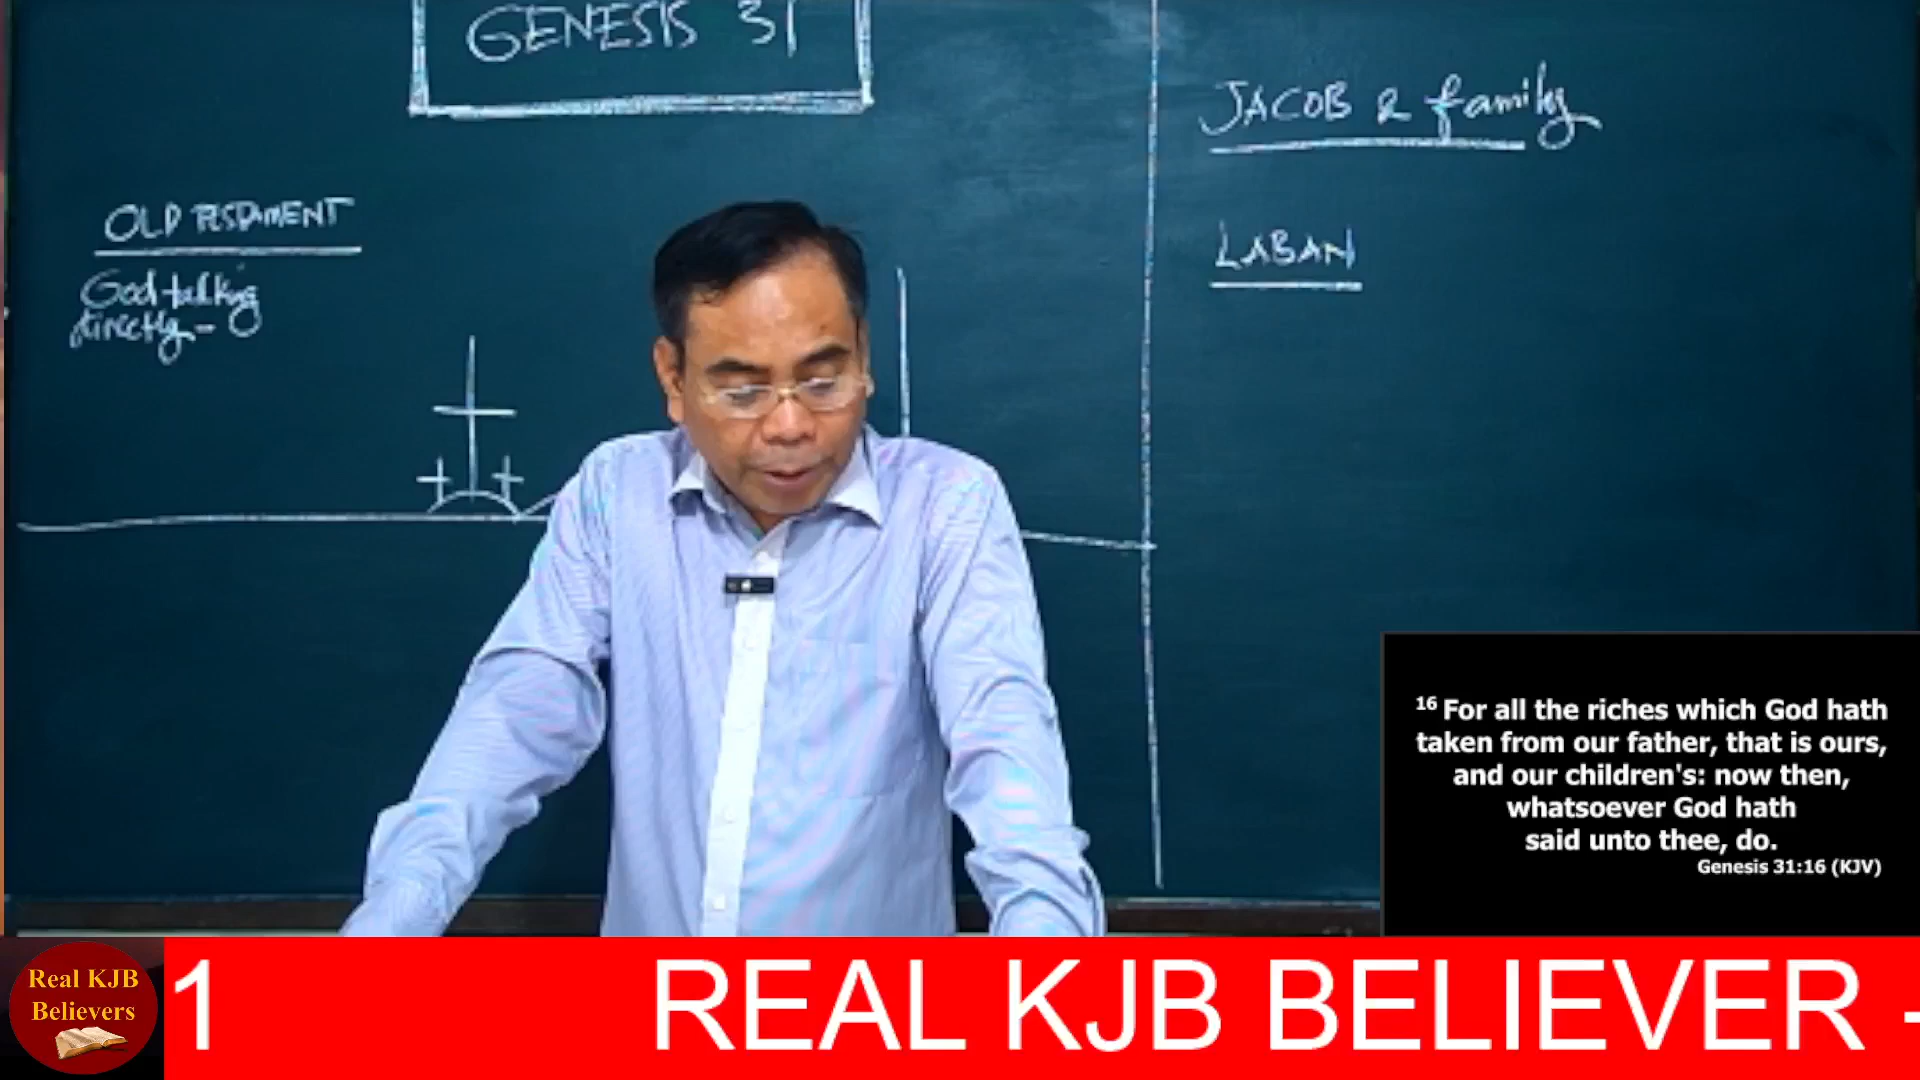 GENESIS 31
JACOB & family
OLD TESTAMENT
God talking
directly -
LABAN
16 For all the riches which God hath
taken from our father, that is ours,
and our children's: now then,
whatsoever God hath
said unto thee, do.
Genesis 31:16 (KJV)
Real KJB
Believers
1 REAL KJB BELIEVER -